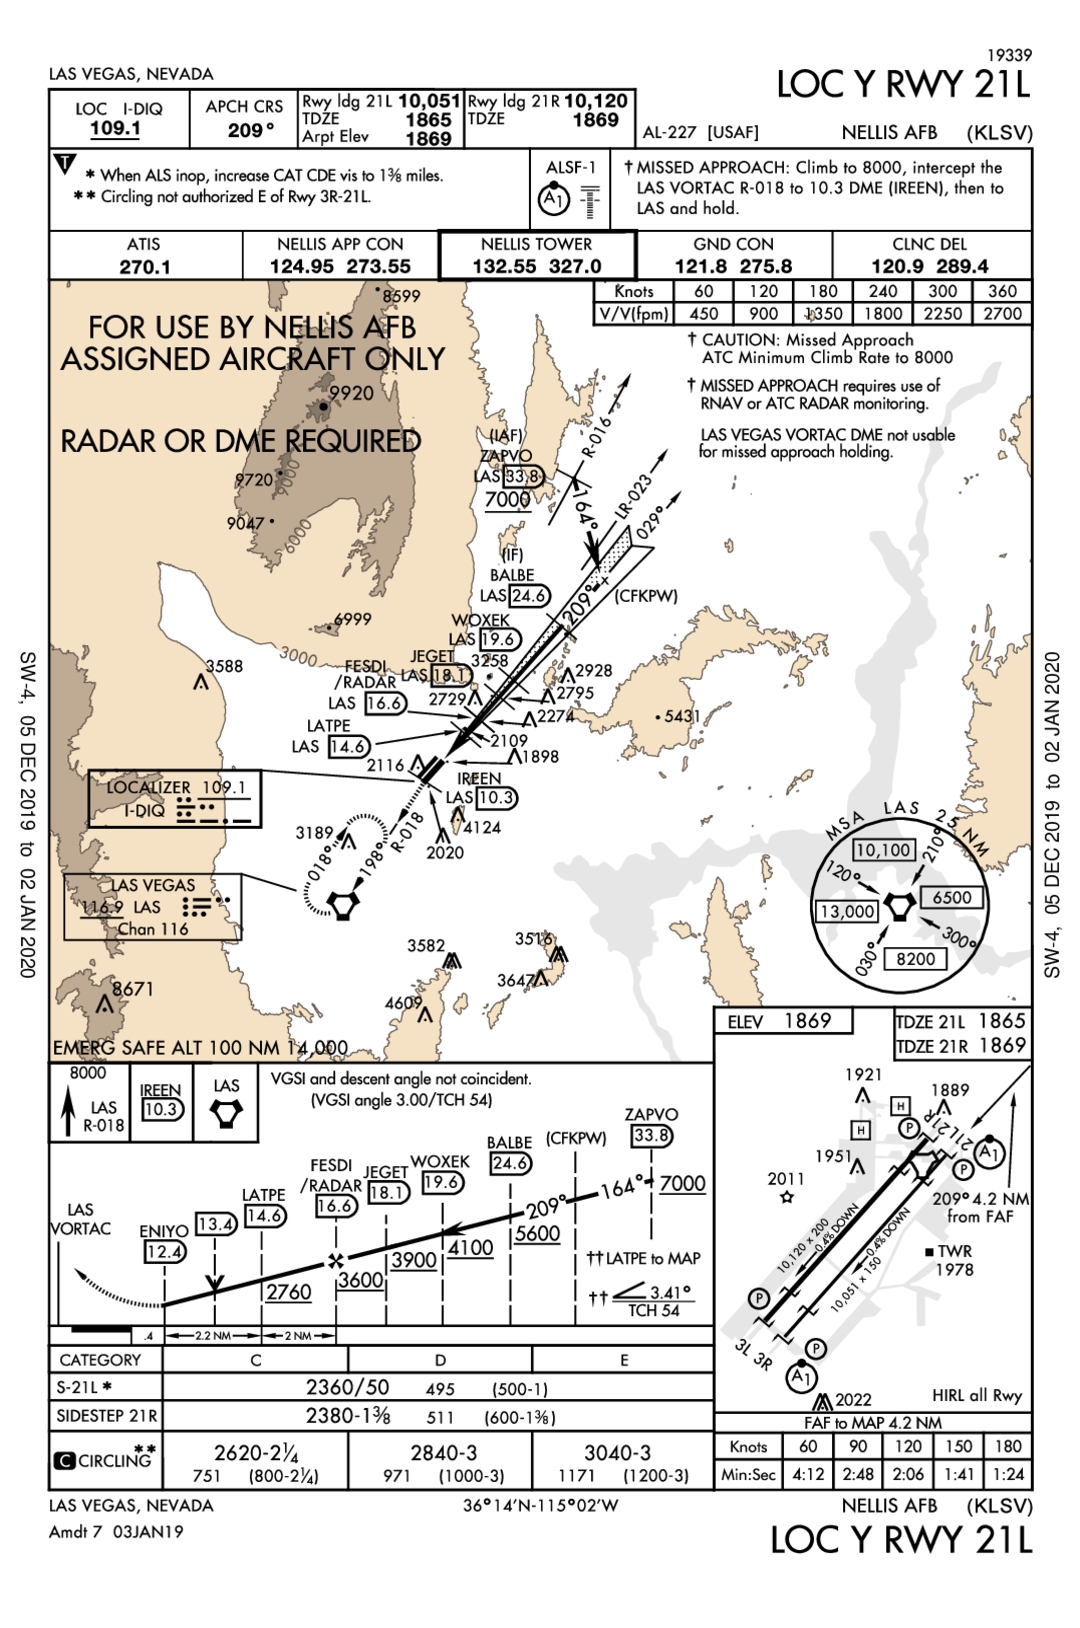 19339
LAS VEGAS, NEVADA
LOC Y RWY 21L
LOC I-DIQ
109.1
APCH CRS
209°
Rwy ldg 21L 10,051
TDZE 1865
Arpt Elev 1869
Rwy ldg 21R 10,120
TDZE 1869
AL-227 [USAF]
NELLIS AFB (KLSV)
T
* When ALS inop, increase CAT CDE vis to 1⅜ miles.
** Circling not authorized E of Rwy 3R-21L.
ALSF-1
A1
† MISSED APPROACH: Climb to 8000, intercept the
LAS VORTAC R-018 to 10.3 DME (IREEN), then to
LAS and hold.
ATIS
270.1
NELLIS APP CON
124.95 273.55
NELLIS TOWER
132.55 327.0
GND CON
121.8 275.8
CLNC DEL
120.9 289.4
Knots 60 120 180 240 300 360
V/V(fpm) 450 900 1350 1800 2250 2700
8599
FOR USE BY NELLIS AFB
ASSIGNED AIRCRAFT ONLY
† CAUTION: Missed Approach
ATC Minimum Climb Rate to 8000
† MISSED APPROACH requires use of
RNAV or ATC RADAR monitoring.
LAS VEGAS VORTAC DME not usable
for missed approach holding.
9920
RADAR OR DME REQUIRED
9720
9000
9047
6000
(IAF)
ZAPVO
LAS 33.8
7000
R-016
164°
LR-023
029°
(IF)
BALBE
LAS 24.6
209°
(CFKPW)
WOXEK
LAS 19.6
6999
3000
3588
JEGET
LAS 18.1
3258
FESDI
/RADAR
LAS 16.6
2928
2729
2795
2274
5431
LATPE
LAS 14.6
2109
1898
2116
IREEN
LAS 10.3
LOCALIZER 109.1
I-DIQ
R-018
4124
3189
2020
018°
198°
LAS VEGAS
116.9 LAS
Chan 116
MSA LAS 25 NM
10,100
210°
120°
6500
13,000
300°
030°
8200
3582
3516
3647
4609
8671
EMERG SAFE ALT 100 NM 14,000
SW-4, 05 DEC 2019 to 02 JAN 2020
SW-4, 05 DEC 2019 to 02 JAN 2020
8000
LAS
R-018
IREEN
10.3
LAS
VGSI and descent angle not coincident.
(VGSI angle 3.00/TCH 54)
ZAPVO
33.8
(CFKPW)
BALBE
24.6
WOXEK
19.6
JEGET
18.1
FESDI
/RADAR
16.6
LATPE
14.6
13.4
ENIYO
12.4
LAS
VORTAC
164°
7000
209°
5600
4100
3900
3600
2760
†† LATPE to MAP
†† 3.41°
TCH 54
.4
2.2 NM
2 NM
CATEGORY C D E
S-21L * 2360/50 495 (500-1)
SIDESTEP 21R 2380-1⅜ 511 (600-1⅜)
C CIRCLING**
2620-2¼
751 (800-2¼)
2840-3
971 (1000-3)
3040-3
1171 (1200-3)
ELEV 1869
TDZE 21L 1865
TDZE 21R 1869
1921
1889
H
H
P
21L 21R
A1
P
1951
2011
209° 4.2 NM
from FAF
10,120 x 200
0.4% DOWN
10,051 x 150
0.4% DOWN
TWR
1978
P
3L 3R
P
A1
2022
HIRL all Rwy
FAF to MAP 4.2 NM
Knots 60 90 120 150 180
Min:Sec 4:12 2:48 2:06 1:41 1:24
LAS VEGAS, NEVADA
Amdt 7 03JAN19
36°14'N-115°02'W
NELLIS AFB (KLSV)
LOC Y RWY 21L